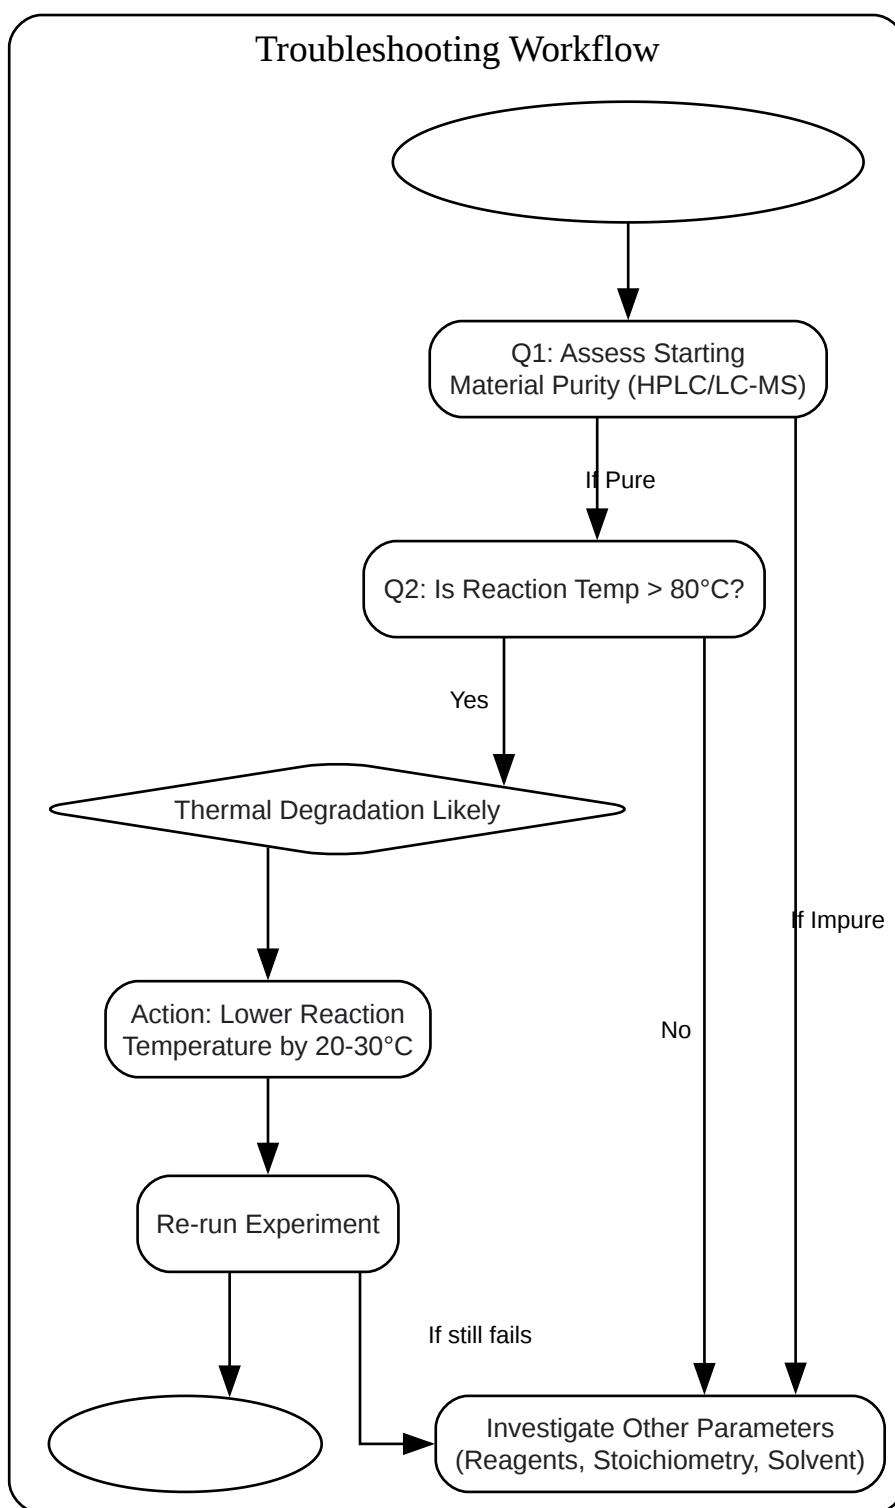 Troubleshooting Workflow
Q1: Assess Starting
Material Purity (HPLC/LC-MS)
If Pure
Q2: Is Reaction Temp > 80°C?
Yes
Thermal Degradation Likely
If Impure
Action: Lower Reaction
Temperature by 20-30°C
No
Re-run Experiment
If still fails
Investigate Other Parameters
(Reagents, Stoichiometry, Solvent)